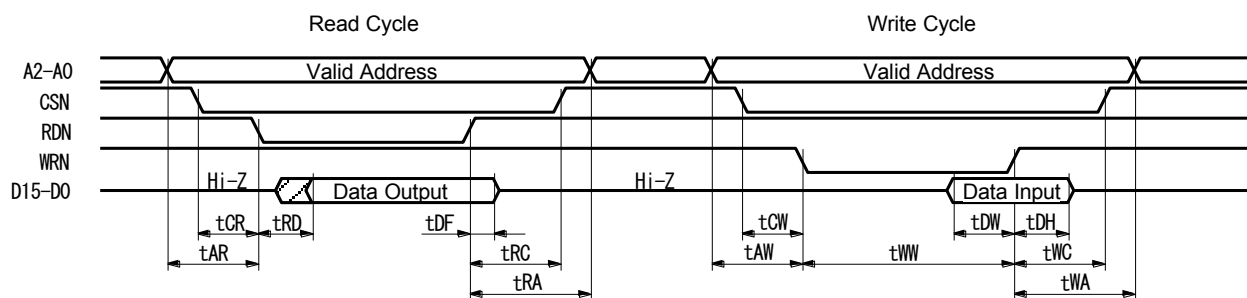 Read Cycle Write Cycle
A2-A0 Valid Address Valid Address
CSN
RDN
WRN
D15-D0 Hi-Z Data Output Hi-Z Data Input
tCR tRD tDF tCW tDW tDH
tAR tRC tAW tWW tWC
tRA tWA